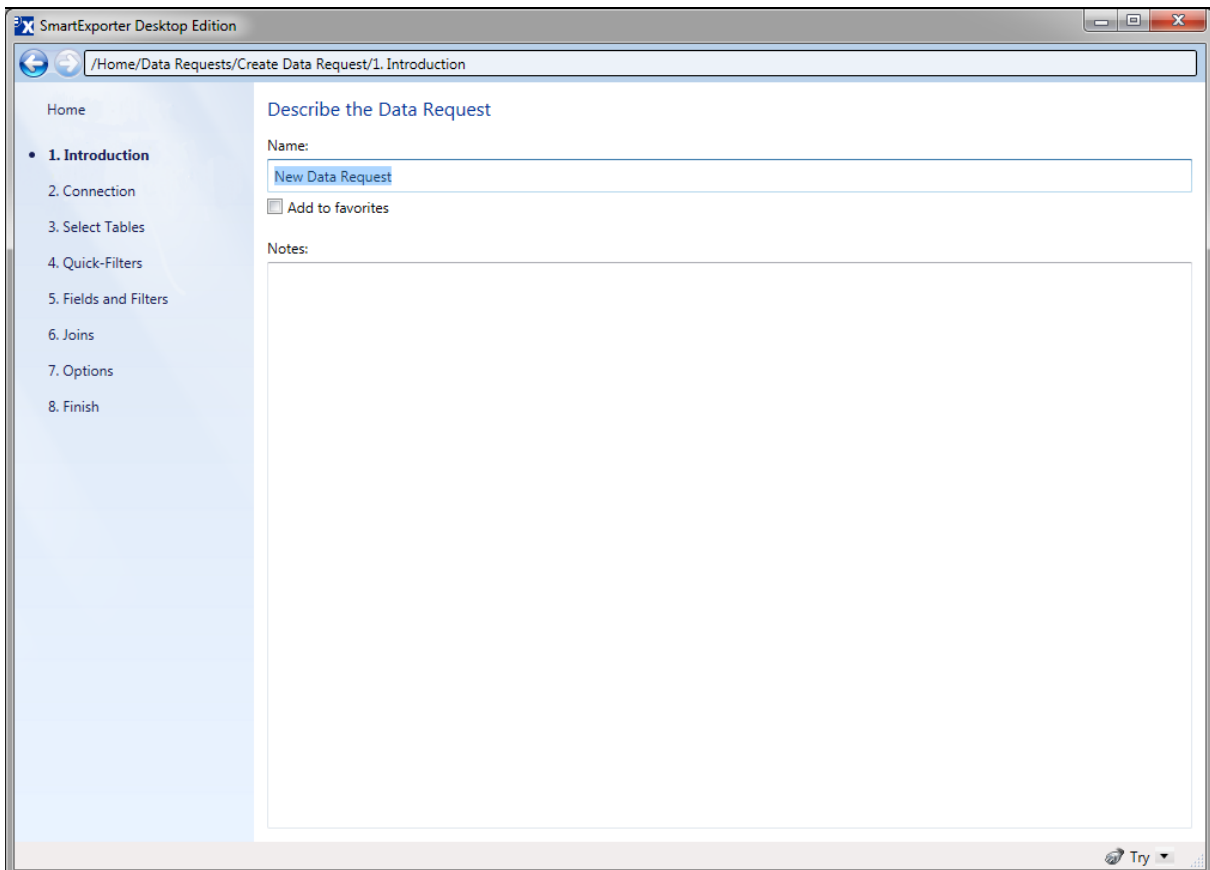 SmartExporter Desktop Edition
/Home/Data Requests/Create Data Request/1. Introduction
Home
1. Introduction
2. Connection
3. Select Tables
4. Quick-Filters
5. Fields and Filters
6. Joins
7. Options
8. Finish
Describe the Data Request
Name:
New Data Request
Add to favorites
Notes:
Try